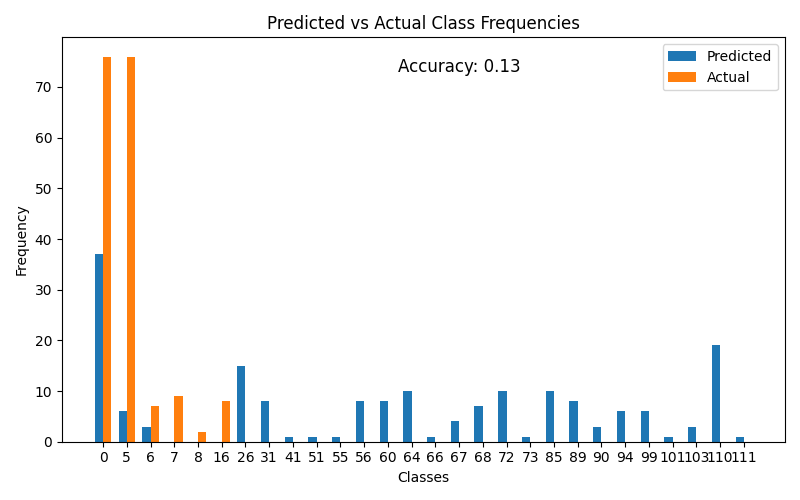 Predicted vs Actual Class Frequencies
Accuracy: 0.13
Predicted
Actual
Frequency
70
60
50
40
30
20
10
0
0 5 6 7 8 16 26 31 41 51 55 56 60 64 66 67 68 72 73 85 89 90 94 99 101 103 110 111
Classes